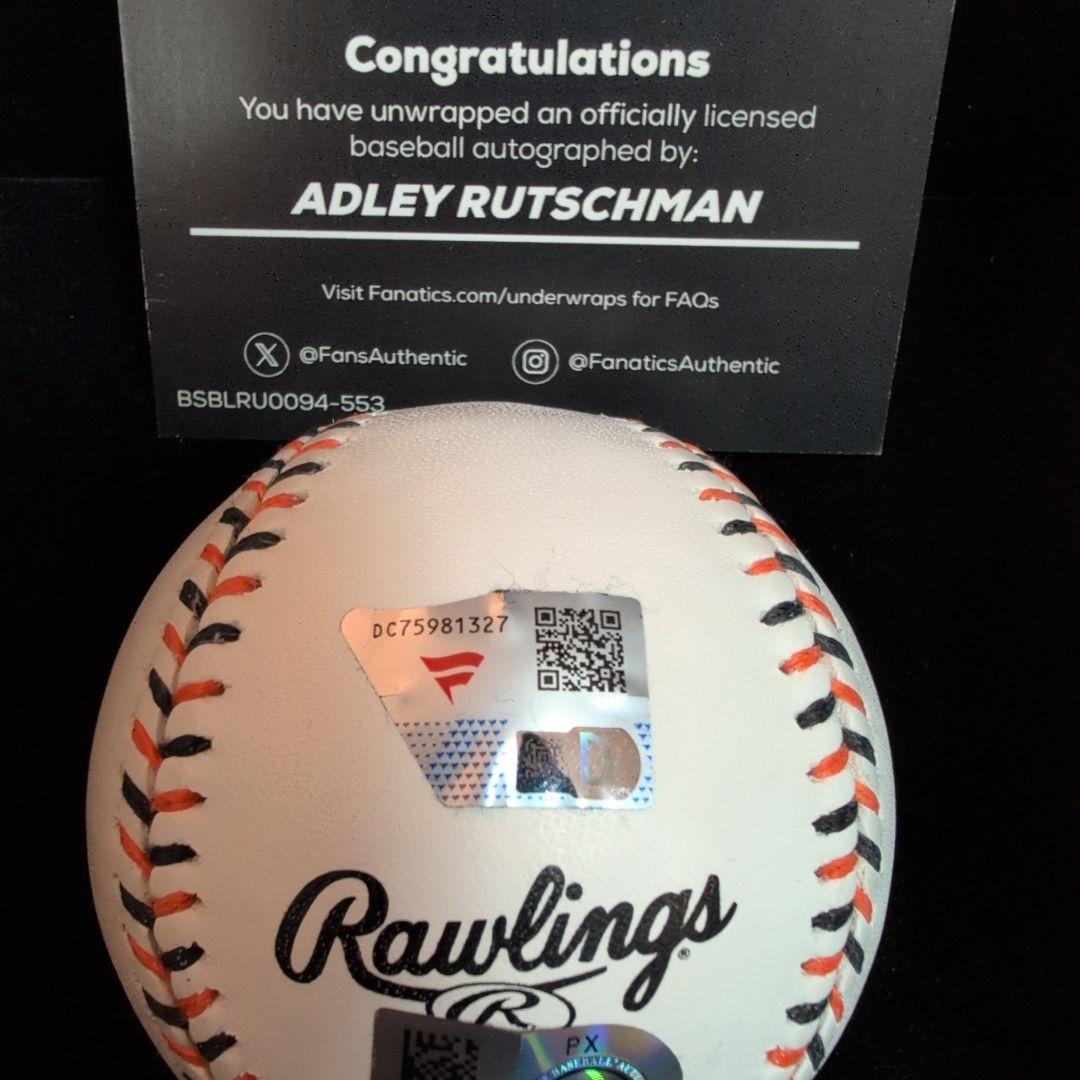 Congratulations
You have unwrapped an officially licensed
baseball autographed by:
ADLEY RUTSCHMAN
Visit Fanatics.com/underwraps for FAQs
@FansAuthentic @FanaticsAuthentic
BSBLRU0094-553
DC75981327
Rawlings®
R
PX
BASEBALL